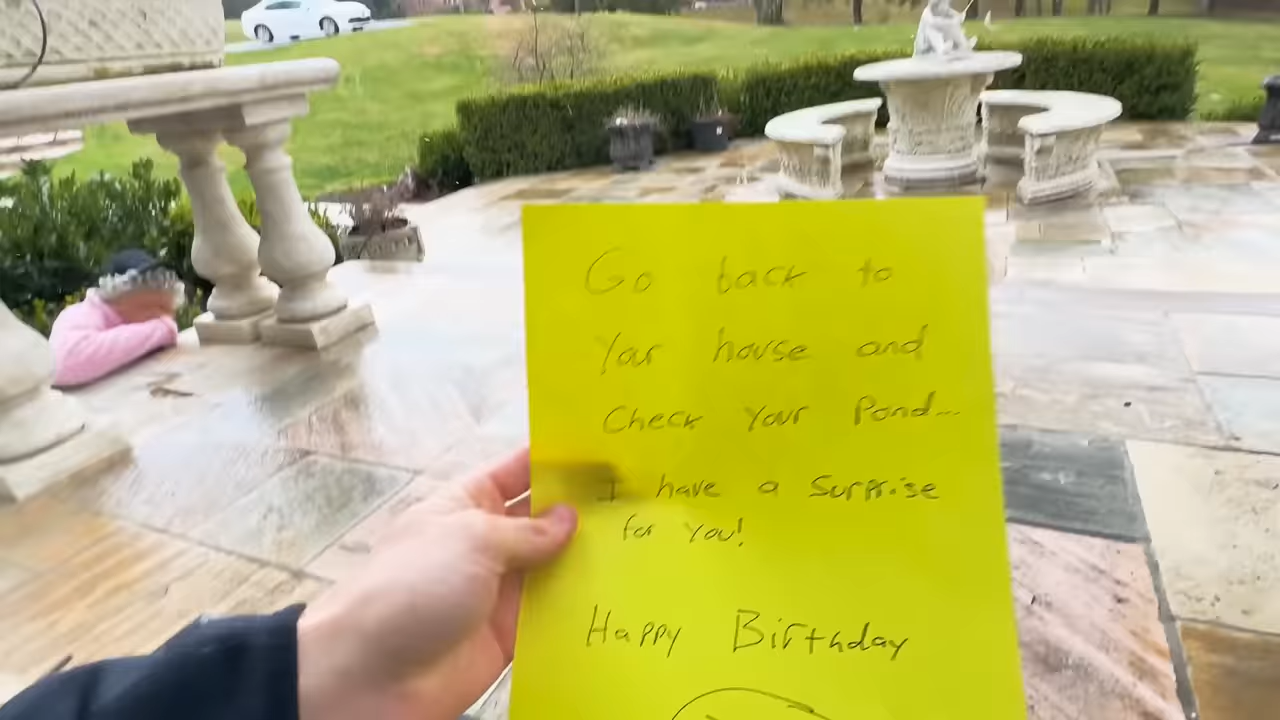 Go back to
Your house and
Check Your Pond...
I have a Surprise
for You!
Happy Birthday